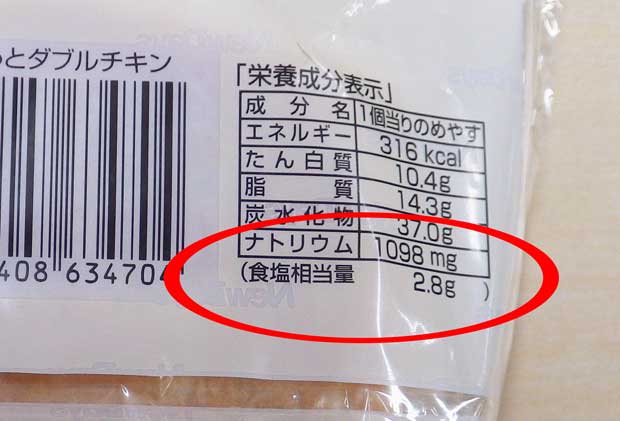 っとダブルチキン
408 634704
「栄養成分表示」
成分名 1個当りのめやす
エネルギー 316 kcal
たん白質 10.4g
脂質 14.3g
炭水化物 37.0g
ナトリウム 1098 mg
(食塩相当量 2.8g )
New